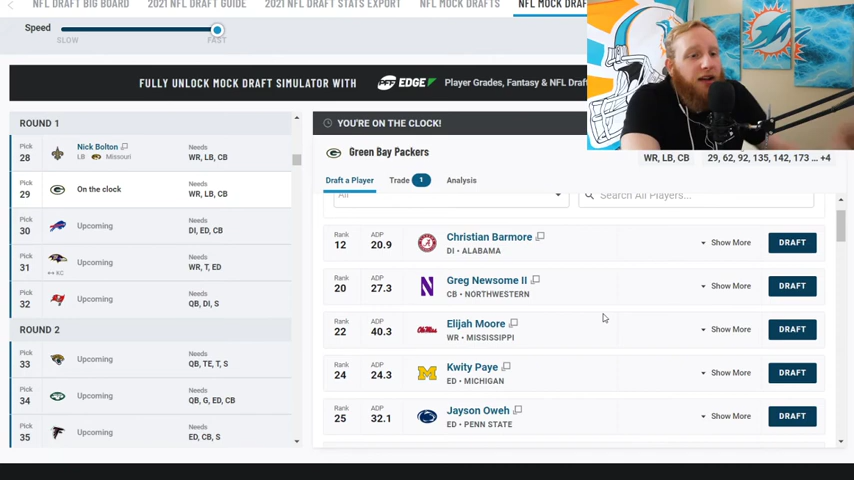 NFL DRAFT BIG BOARD
2021 NFL DRAFT GUIDE
2021 NFL DRAFT STATS EXPORT
NFL MOCK DRAFTS
NFL MOCK DRAF
Speed
SLOW
FAST
FULLY UNLOCK MOCK DRAFT SIMULATOR WITH
PFF EDGE
Player Grades, Fantasy & NFL Draf
ROUND 1
Pick
28
Nick Bolton
LB
Missouri
Needs
WR, LB, CB
Pick
29
On the clock
Needs
WR, LB, CB
Pick
30
Upcoming
Needs
DI, ED, CB
Pick
31
KC
Upcoming
Needs
WR, T, ED
Pick
32
Upcoming
Needs
QB, DI, S
ROUND 2
Pick
33
Upcoming
Needs
QB, TE, T, S
Pick
34
Upcoming
Needs
QB, G, ED, CB
Pick
35
Upcoming
Needs
ED, CB, S
YOU'RE ON THE CLOCK!
Green Bay Packers
WR, LB, CB
29, 62, 92, 135, 142, 173 ... +4
Draft a Player
Trade 1
Analysis
All
Search All Players...
Rank
12
ADP
20.9
Christian Barmore
DI • ALABAMA
Show More
DRAFT
Rank
20
ADP
27.3
Greg Newsome II
CB • NORTHWESTERN
Show More
DRAFT
Rank
22
ADP
40.3
Elijah Moore
WR • MISSISSIPPI
Show More
DRAFT
Rank
24
ADP
24.3
Kwity Paye
ED • MICHIGAN
Show More
DRAFT
Rank
25
ADP
32.1
Jayson Oweh
ED • PENN STATE
Show More
DRAFT